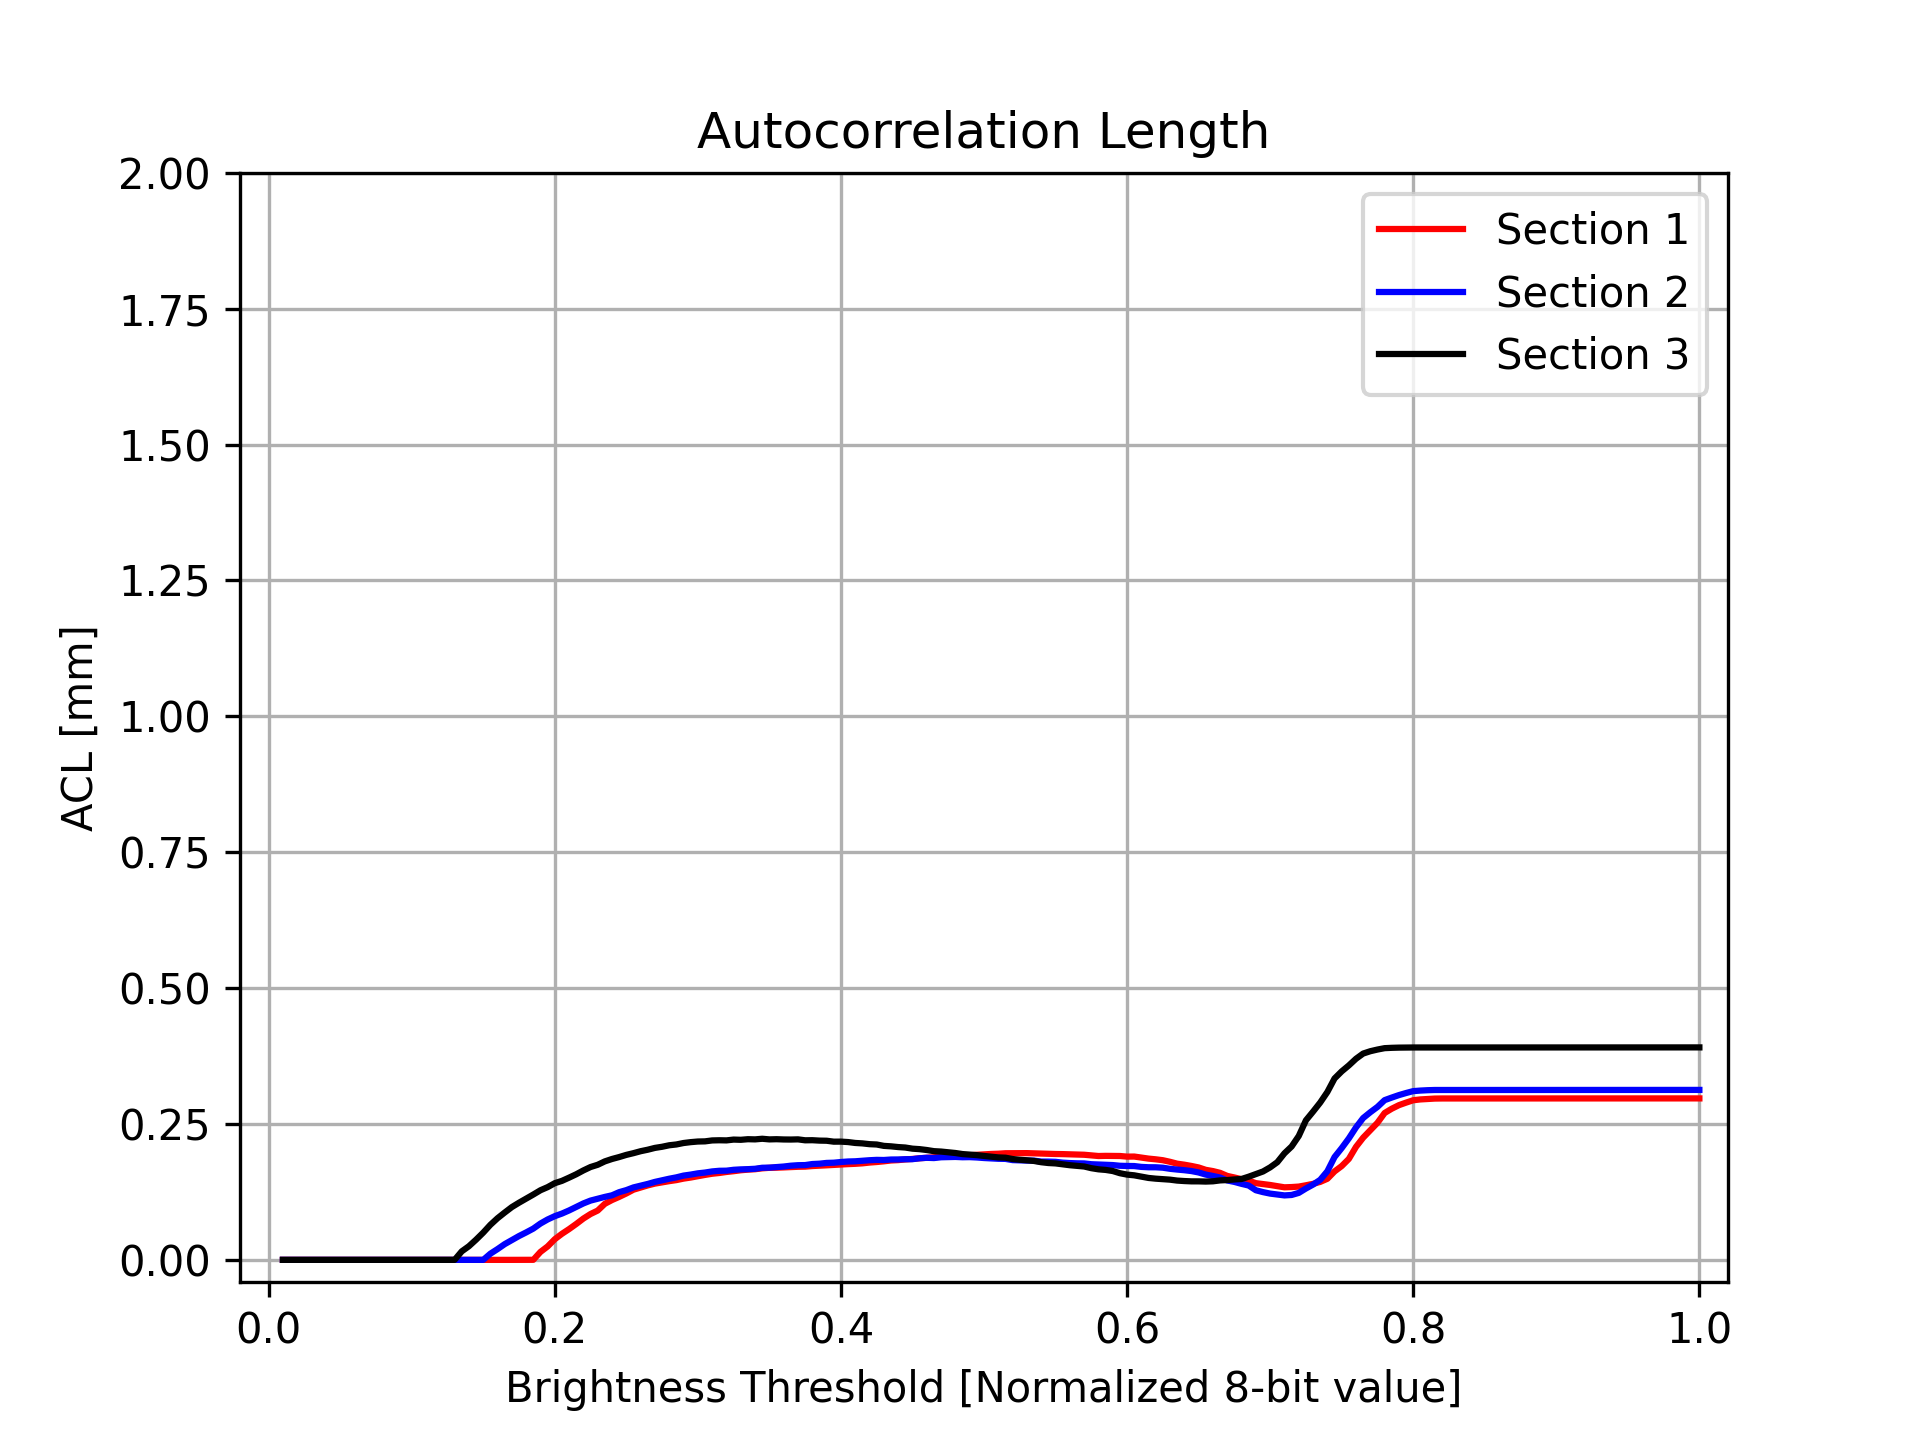 Autocorrelation Length
2.00
1.75
1.50
1.25
1.00
0.75
0.50
0.25
0.00
ACL [mm]
Section 1
Section 2
Section 3
0.0 0.2 0.4 0.6 0.8 1.0
Brightness Threshold [Normalized 8-bit value]